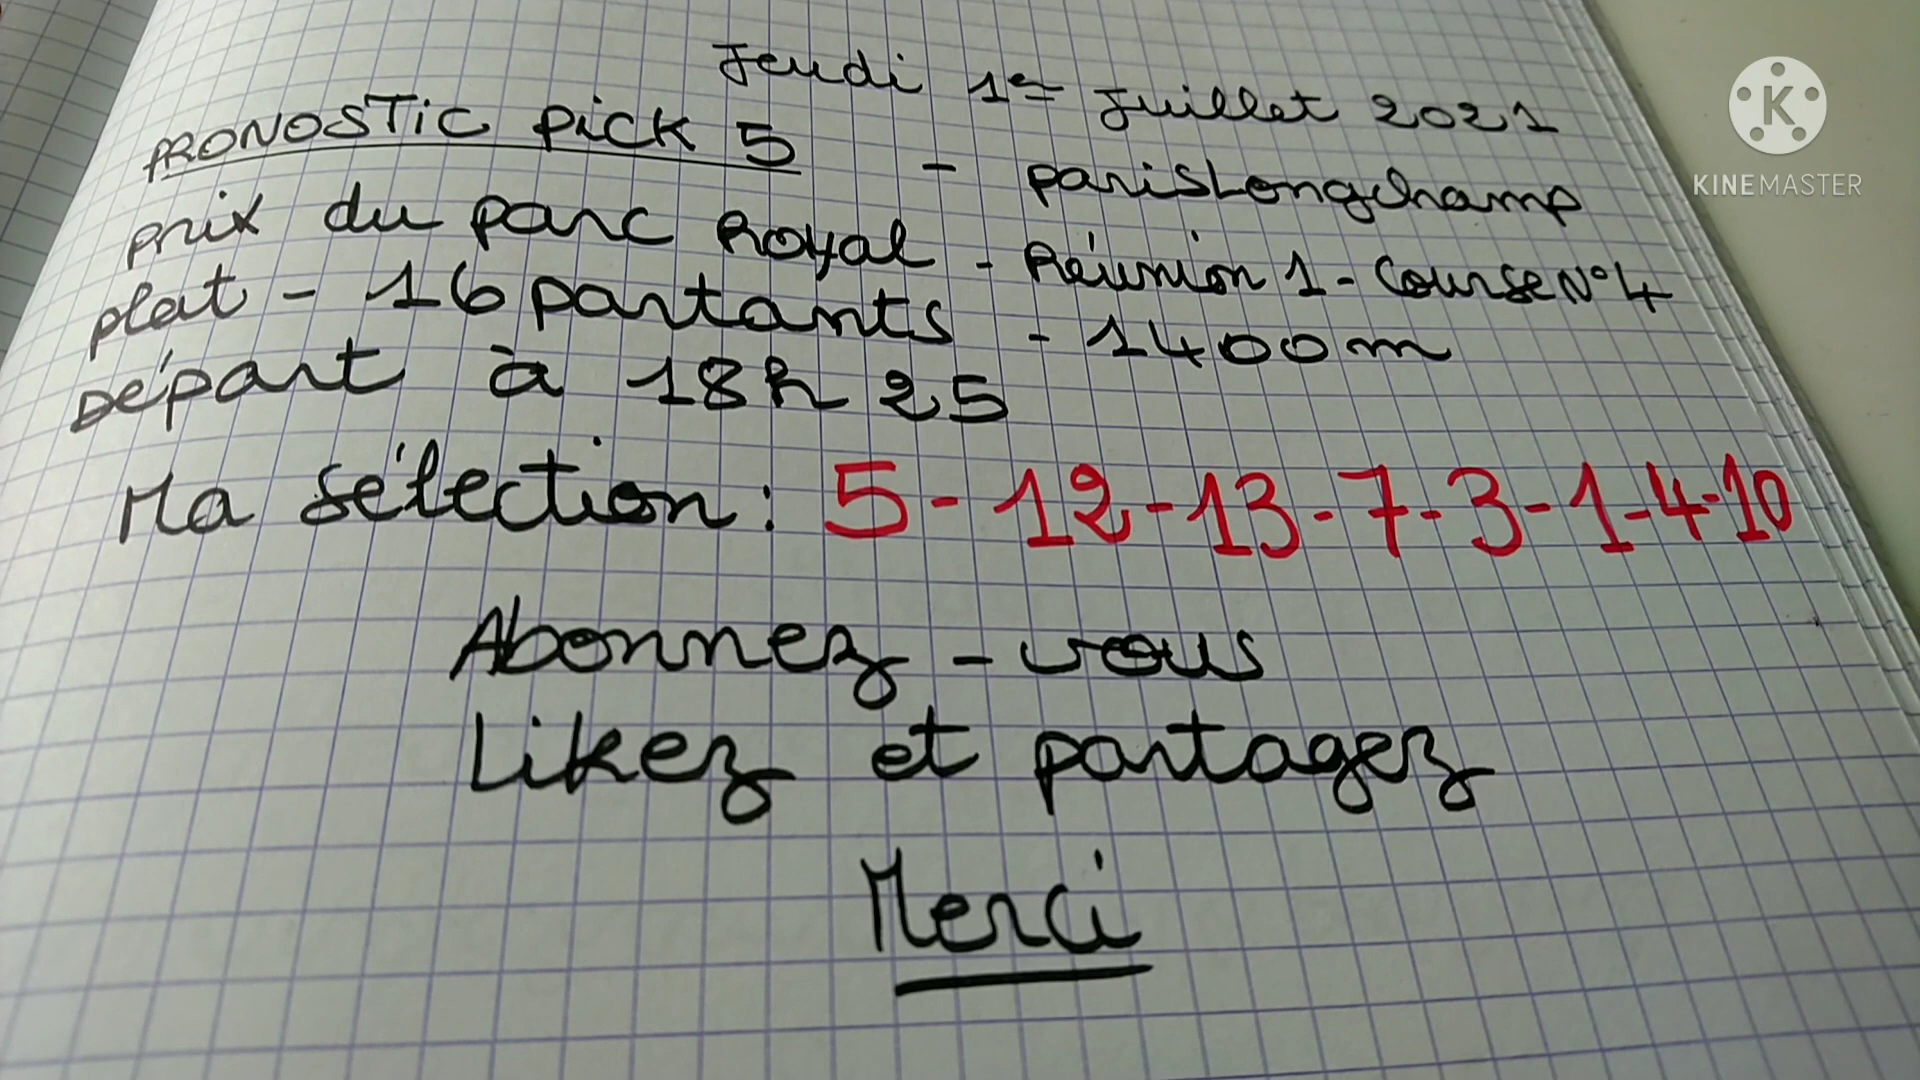 Jeudi 1er Juillet 2021
PRONOSTIC PICK 5 - ParisLongchamp
prix du parc Royal - Réunion 1 - Course N°4
plat - 16 partants - 1400m
Départ à 18h25
Ma sélection : 5-12-13-7-3-1-4-10
Abonnez-vous
Likez et partagez
Merci
K
KINEMASTER